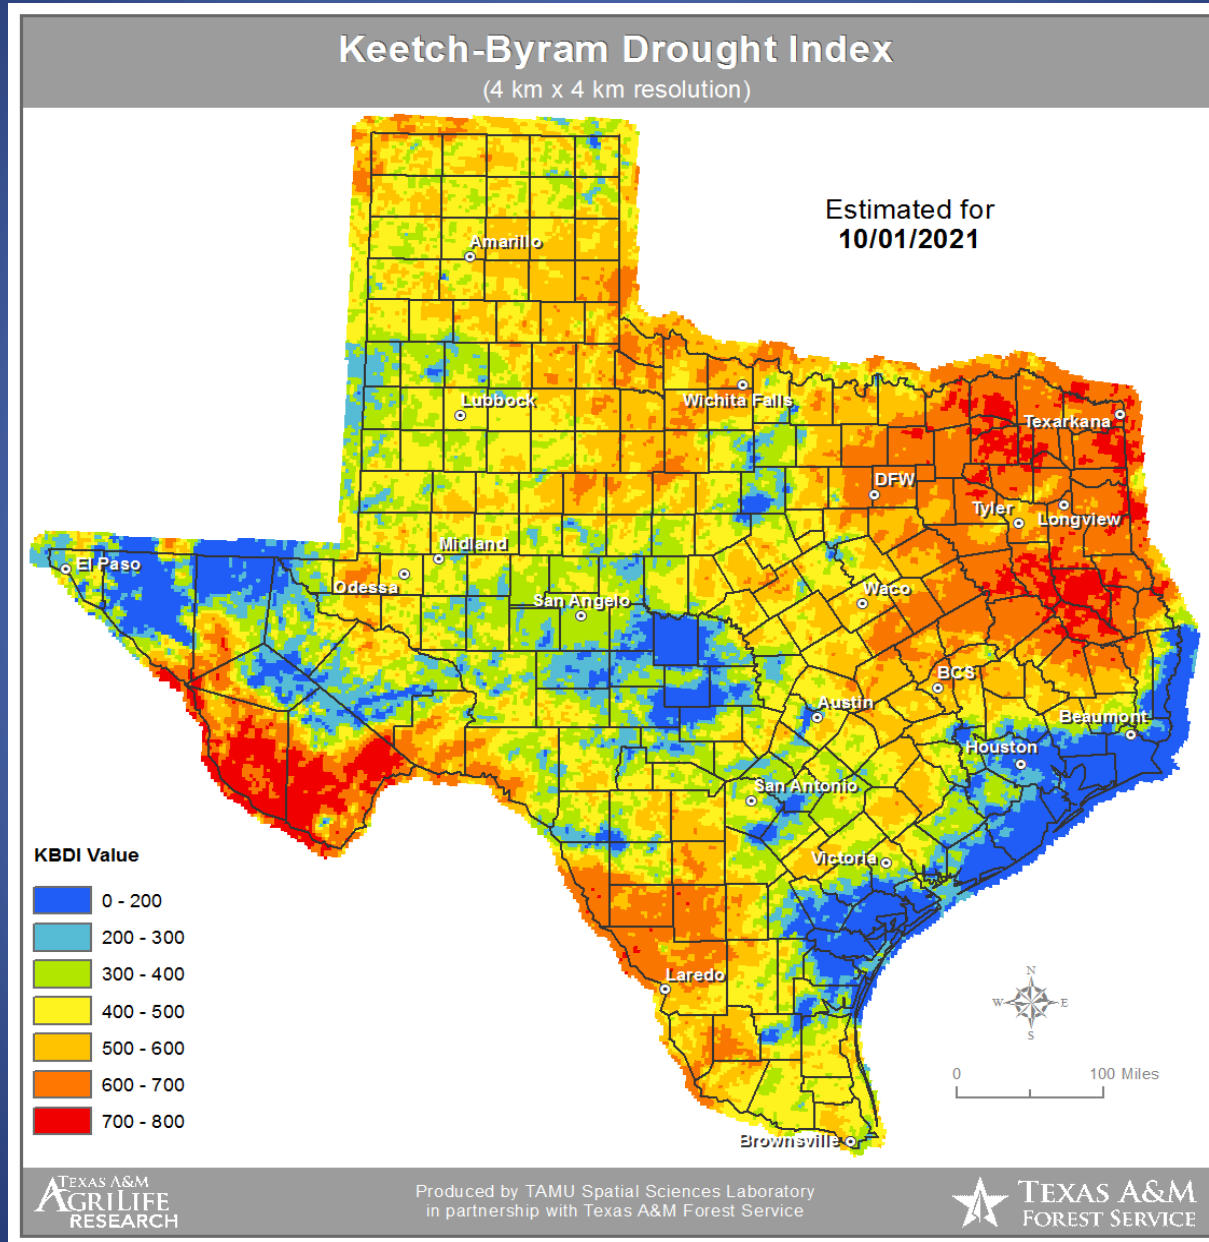 Keetch-Byram Drought Index
(4 km x 4 km resolution)
Estimated for
10/01/2021
Amarillo
Lubbock
Wichita Falls
Texarkana
DFW
Tyler
Longview
El Paso
Midland
Odessa
San Angelo
Waco
BCS
Austin
Beaumont
Houston
San Antonio
Victoria
Laredo
Brownsville
KBDI Value
0 - 200
200 - 300
300 - 400
400 - 500
500 - 600
600 - 700
700 - 800
N
W E
S
0 100 Miles
TEXAS A&M
AGRILIFE
RESEARCH
Produced by TAMU Spatial Sciences Laboratory
in partnership with Texas A&M Forest Service
TEXAS A&M
FOREST SERVICE